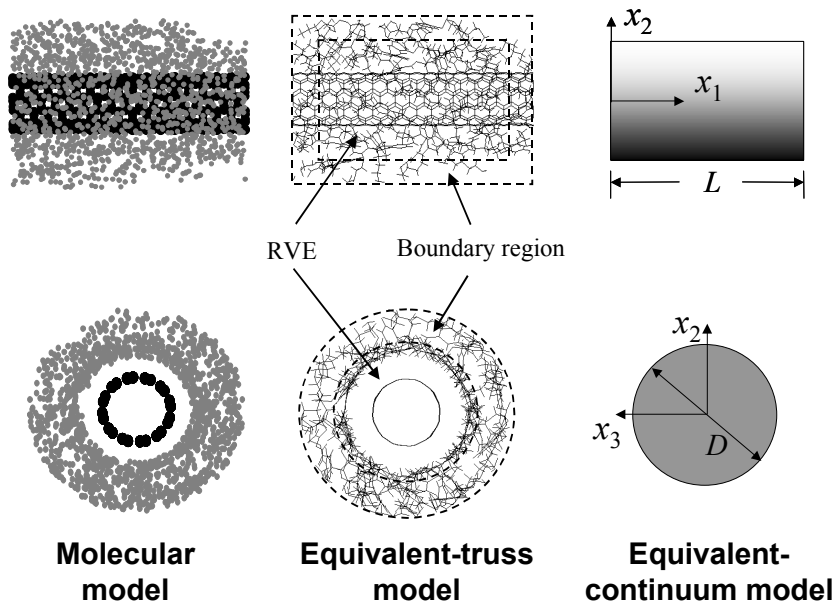 x₂
x₁
L
RVE
Boundary region
x₂
x₃
D
Molecular
model
Equivalent-truss
model
Equivalent-
continuum model